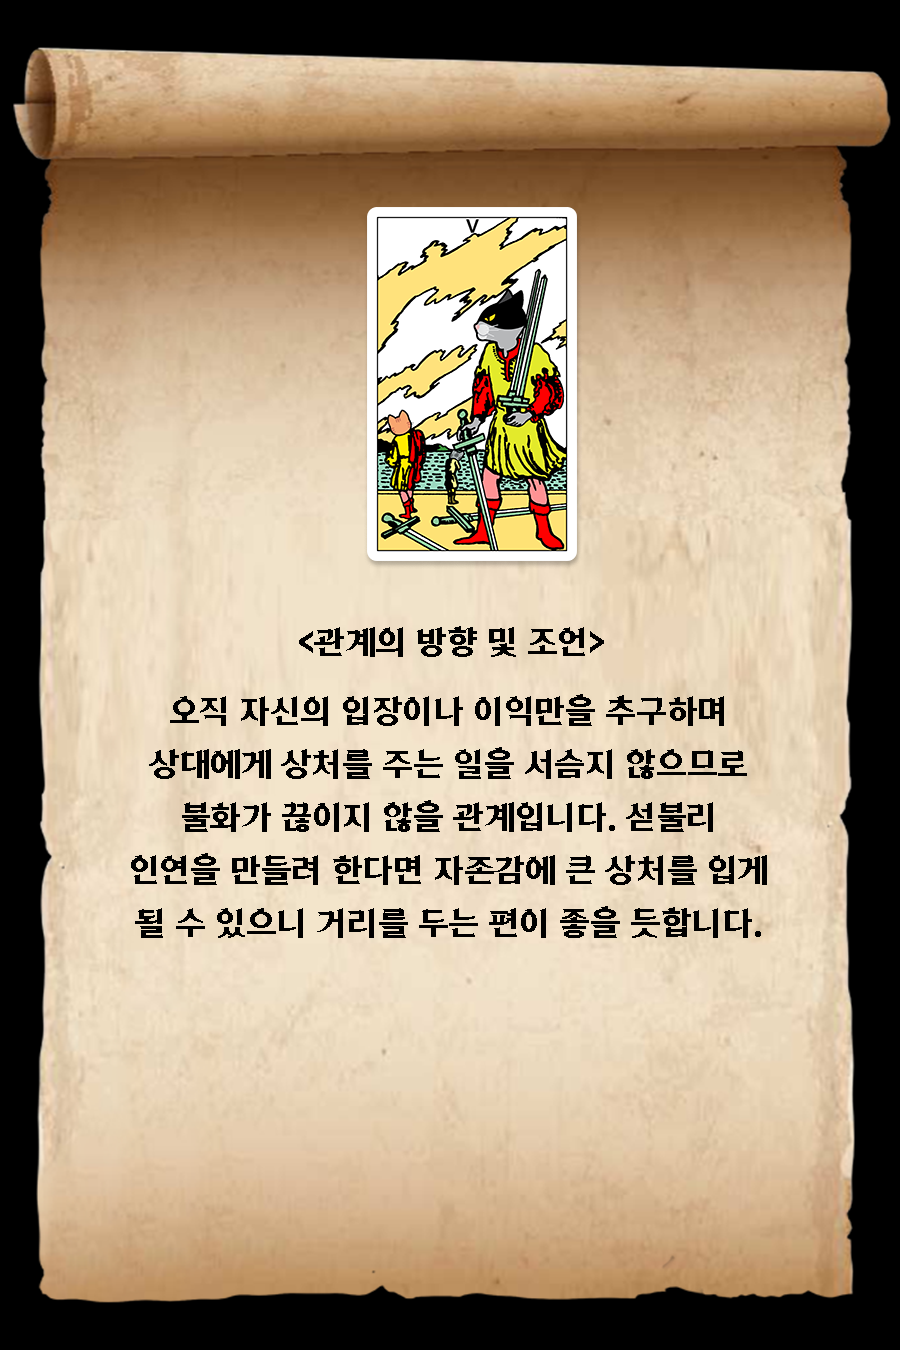 V
<관계의 방향 및 조언>
오직 자신의 입장이나 이익만을 추구하며
상대에게 상처를 주는 일을 서슴지 않으므로
불화가 끊이지 않을 관계입니다. 섣불리
인연을 만들려 한다면 자존감에 큰 상처를 입게
될 수 있으니 거리를 두는 편이 좋을 듯합니다.